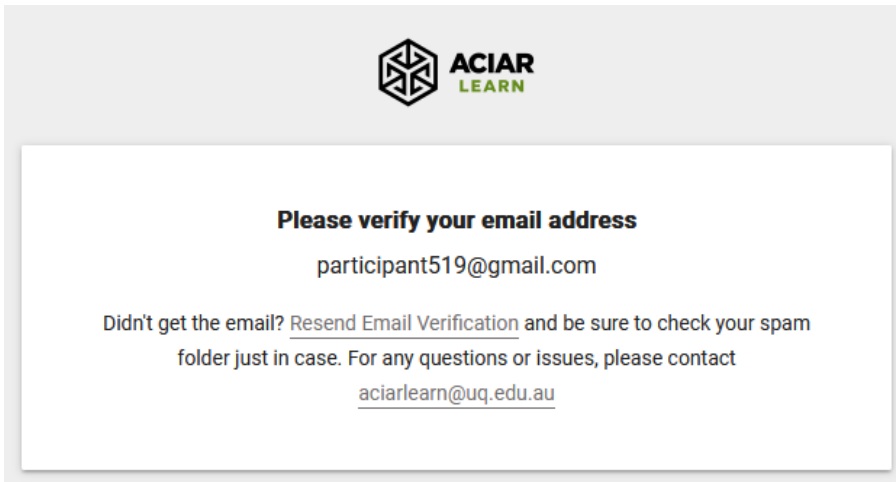 ACIAR
LEARN
Please verify your email address
participant519@gmail.com
Didn't get the email? Resend Email Verification and be sure to check your spam
folder just in case. For any questions or issues, please contact
aciarlearn@uq.edu.au